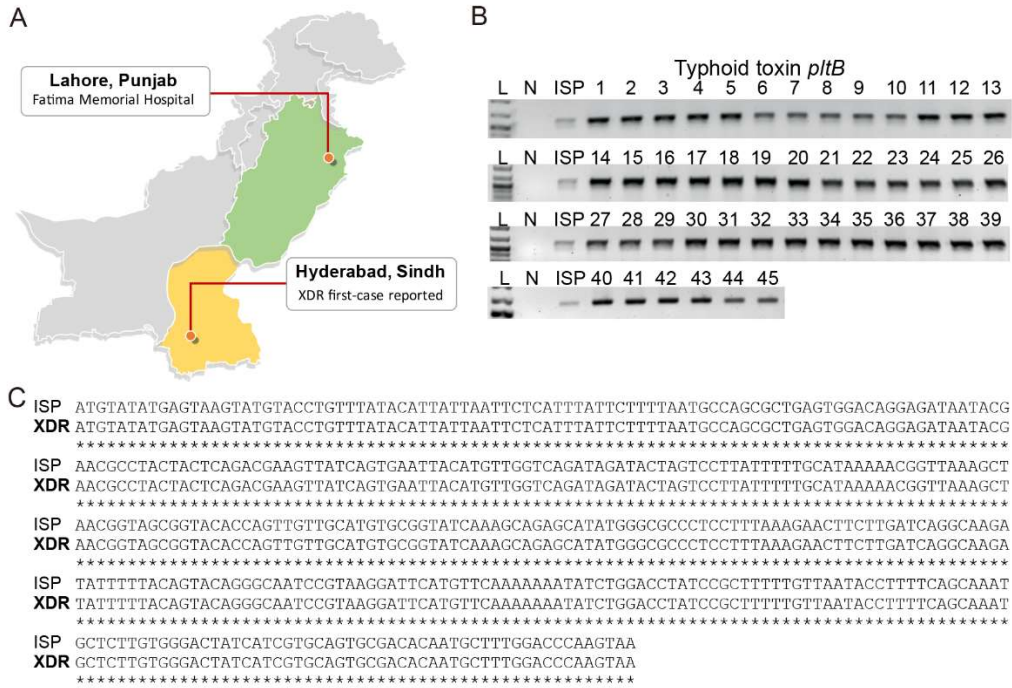 A
Lahore, Punjab
Fatima Memorial Hospital
Hyderabad, Sindh
XDR first-case reported
B
Typhoid toxin pltB
L N ISP 1 2 3 4 5 6 7 8 9 10 11 12 13
L N ISP 14 15 16 17 18 19 20 21 22 23 24 25 26
L N ISP 27 28 29 30 31 32 33 34 35 36 37 38 39
L N ISP 40 41 42 43 44 45
C
ISP ATGTATATGAGTAAGTATGTACCTGTTTATACATTATTAATTCTCATTTATTCTTTTAATGCCAGCGCTGAGTGGACAGGAGATAATACG
XDR ATGTATATGAGTAAGTATGTACCTGTTTATACATTATTAATTCTCATTTATTCTTTTAATGCCAGCGCTGAGTGGACAGGAGATAATACG
******************************************************************************************
ISP AACGCCTACTACTCAGACGAAGTTATCAGTGAATTACATGTTGGTCAGATAGATACTAGTCCTTATTTTTGCATAAAAACGGTTAAAGCT
XDR AACGCCTACTACTCAGACGAAGTTATCAGTGAATTACATGTTGGTCAGATAGATACTAGTCCTTATTTTTGCATAAAAACGGTTAAAGCT
******************************************************************************************
ISP AACGGTAGCGGTACACCAGTTGTTGCATGTGCGGTATCAAAGCAGAGCATATGGGCGCCCTCCTTTAAAGAACTTCTTGATCAGGCAAGA
XDR AACGGTAGCGGTACACCAGTTGTTGCATGTGCGGTATCAAAGCAGAGCATATGGGCGCCCTCCTTTAAAGAACTTCTTGATCAGGCAAGA
******************************************************************************************
ISP TATTTTTACAGTACAGGGCAATCCGTAAGGATTCATGTTCAAAAAAATATCTGGACCTATCCGCTTTTTGTTAATACCTTTTCAGCAAAT
XDR TATTTTTACAGTACAGGGCAATCCGTAAGGATTCATGTTCAAAAAAATATCTGGACCTATCCGCTTTTTGTTAATACCTTTTCAGCAAAT
******************************************************************************************
ISP GCTCTTGTGGGACTATCATCGTGCAGTGCGACACAATGCTTTGGACCCAAGTAA
XDR GCTCTTGTGGGACTATCATCGTGCAGTGCGACACAATGCTTTGGACCCAAGTAA
******************************************************